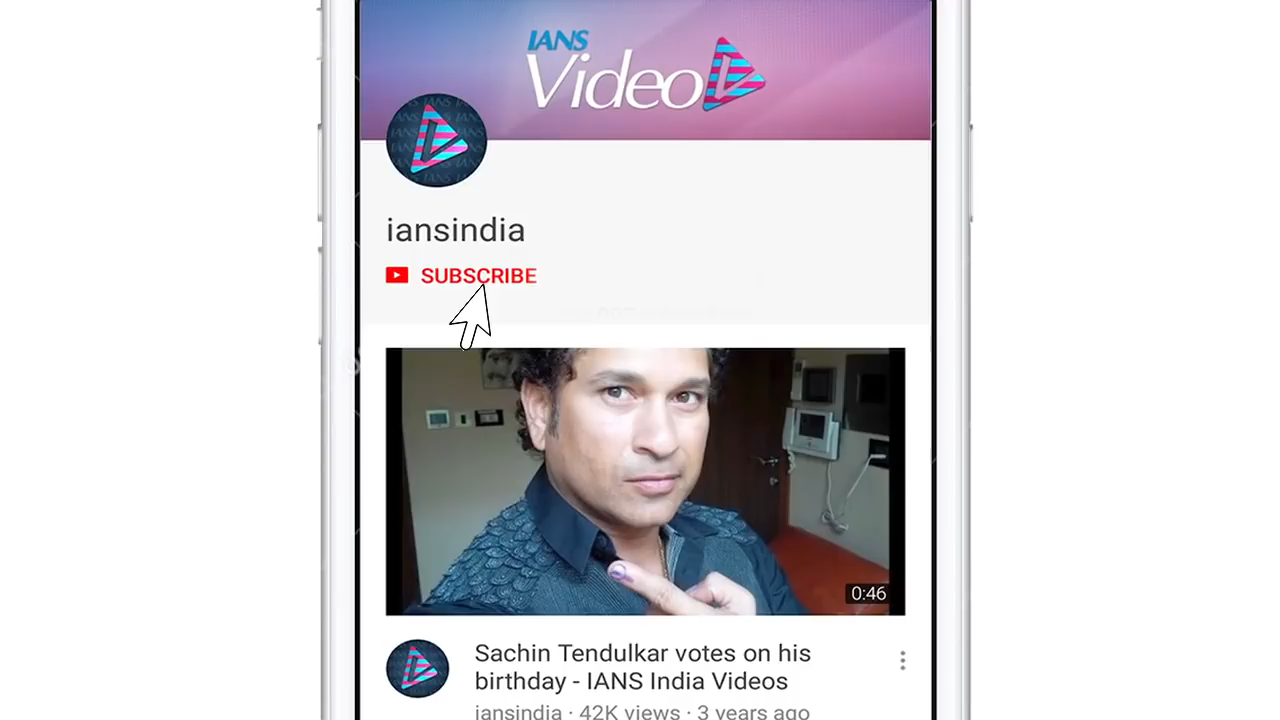 IANS
Video
iansindia
SUBSCRIBE
0:46
Sachin Tendulkar votes on his
birthday - IANS India Videos
iansindia · 42K views · 3 years ago